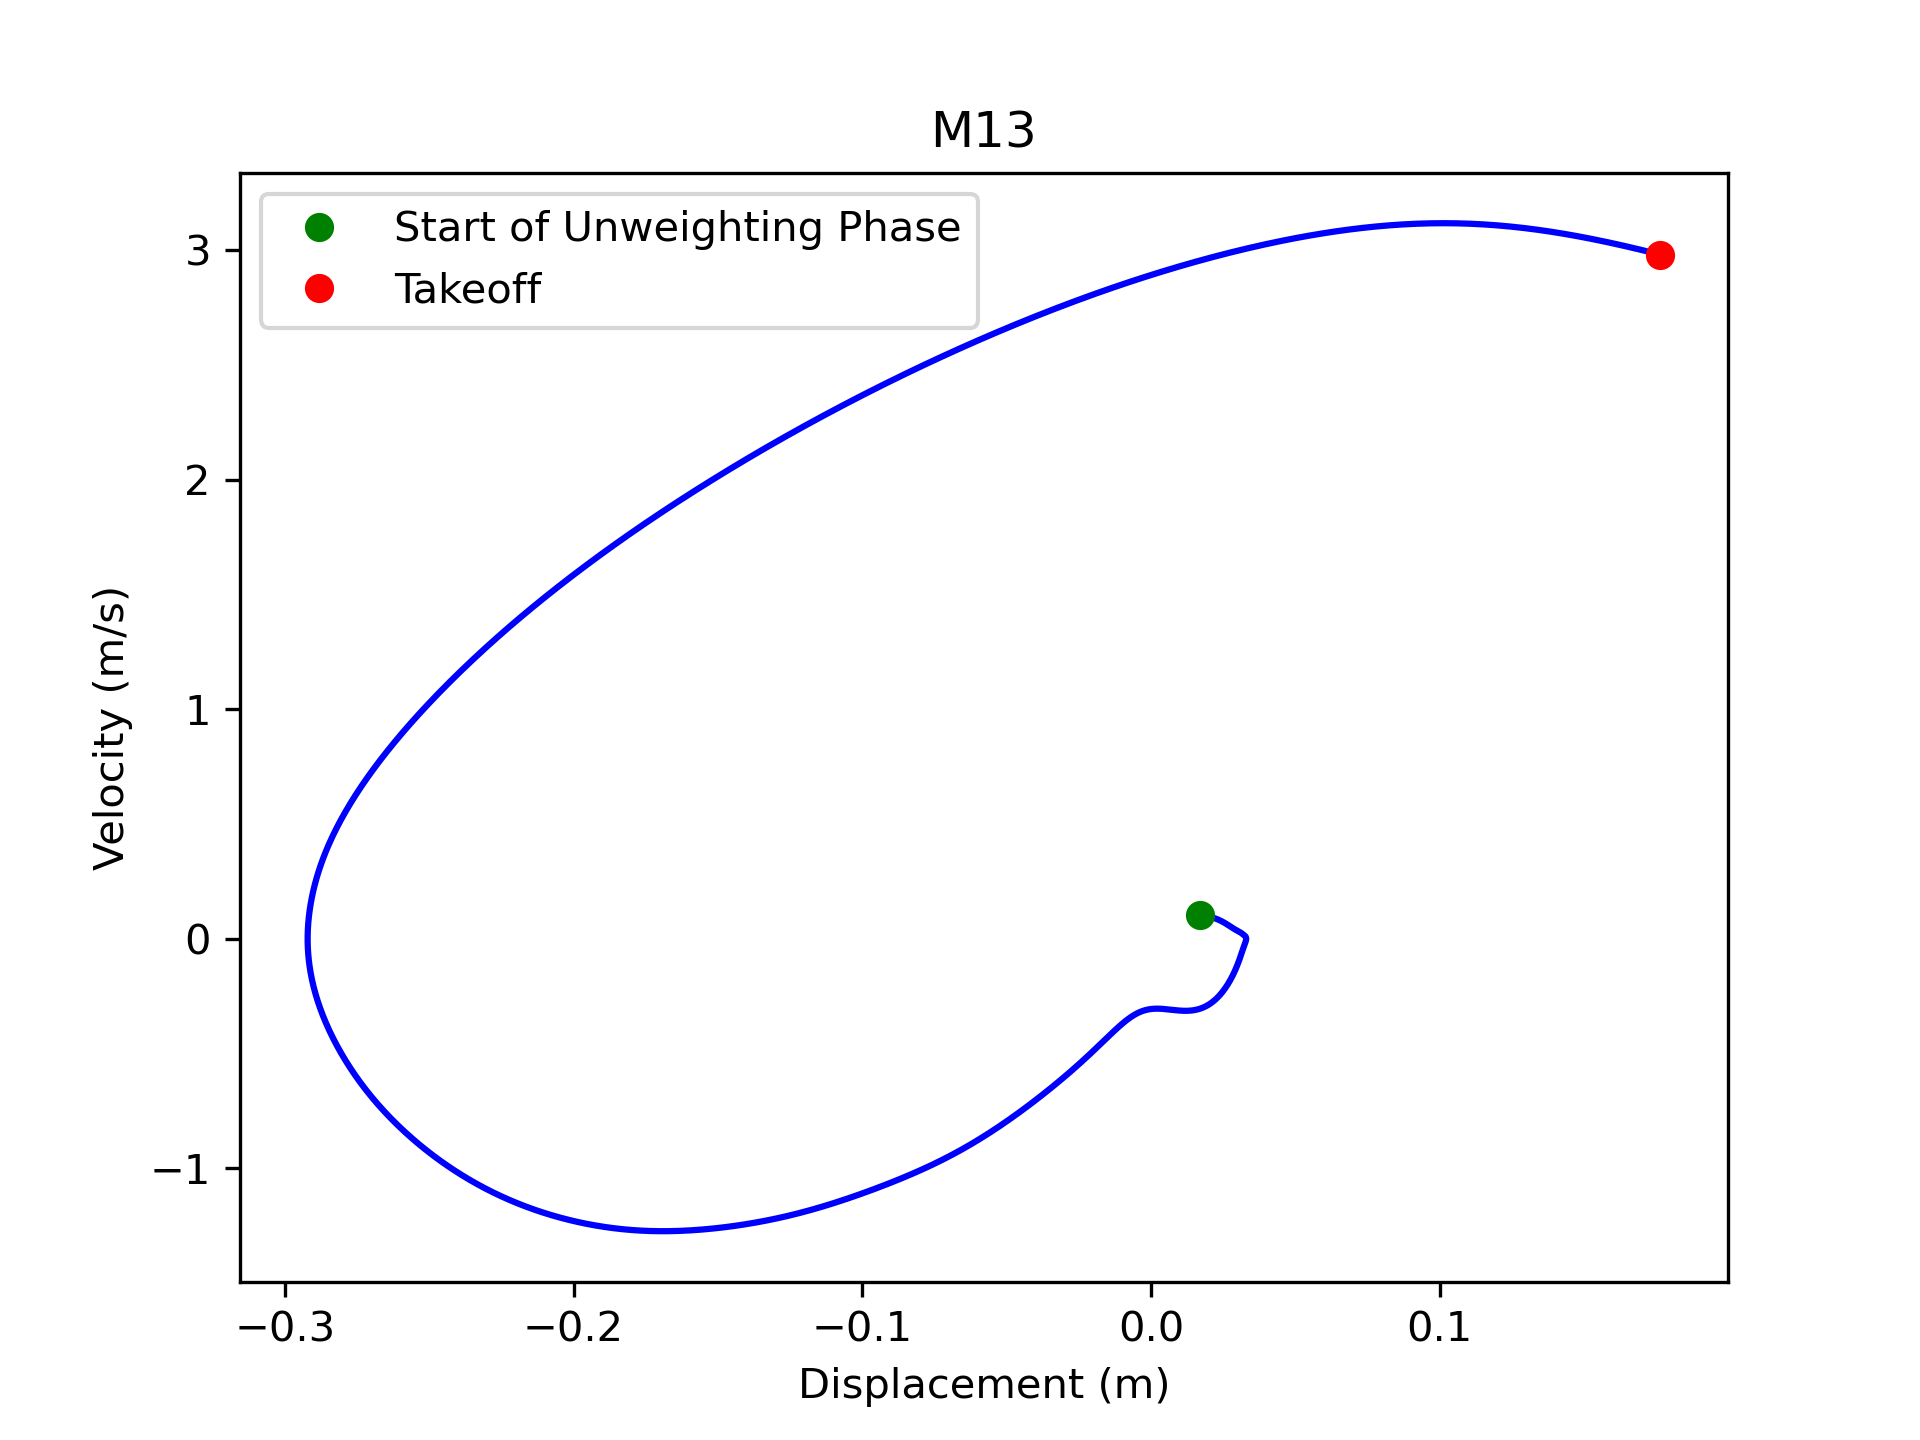 M13
Start of Unweighting Phase
Takeoff
3
2
1
0
−1
Velocity (m/s)
−0.3 −0.2 −0.1 0.0 0.1
Displacement (m)